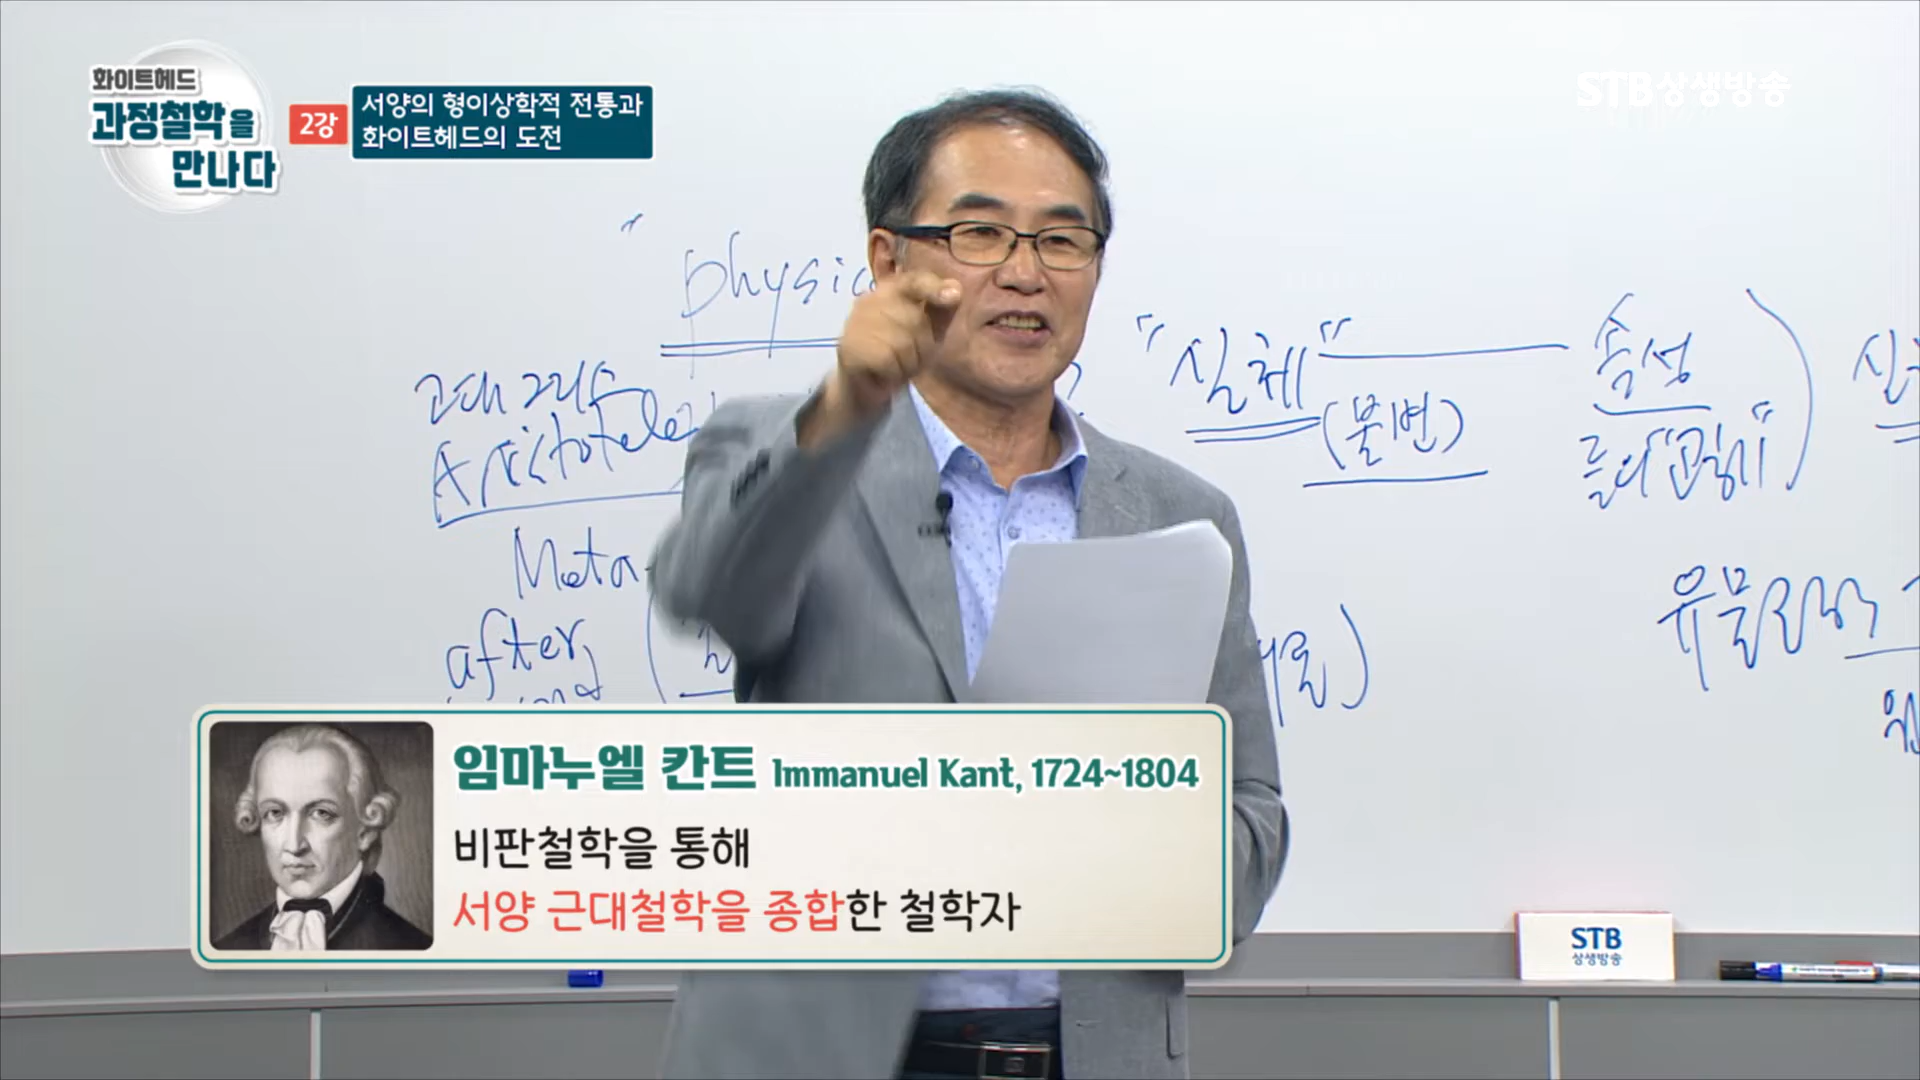 화이트헤드
과정철학을
만나다
2강
서양의 형이상학적 전통과
화이트헤드의 도전
STB상생방송
"physic
고대 그리스
Aristoteles
Meta
after,
"실체"
(불변)
속성
들의 "관계"
유물론
임마누엘 칸트 Immanuel Kant, 1724~1804
비판철학을 통해
서양 근대철학을 종합한 철학자
STB
상생방송